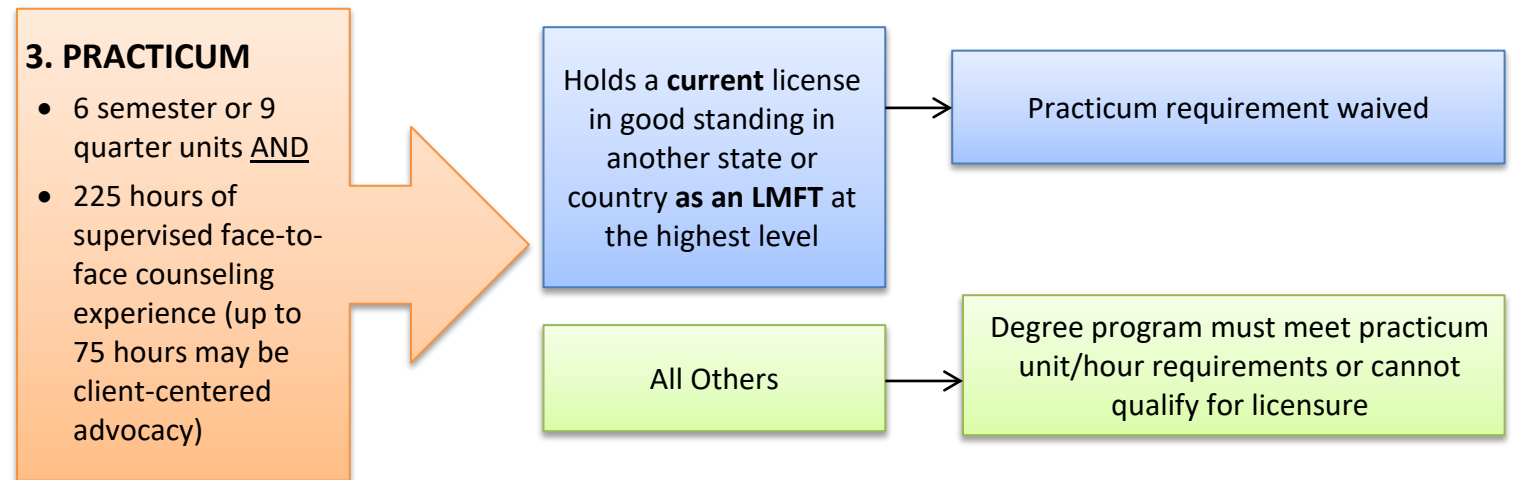 3. PRACTICUM
• 6 semester or 9
quarter units AND
• 225 hours of
supervised face-to-
face counseling
experience (up to
75 hours may be
client-centered
advocacy)
Holds a current license
in good standing in
another state or
country as an LMFT at
the highest level
Practicum requirement waived
All Others
Degree program must meet practicum
unit/hour requirements or cannot
qualify for licensure